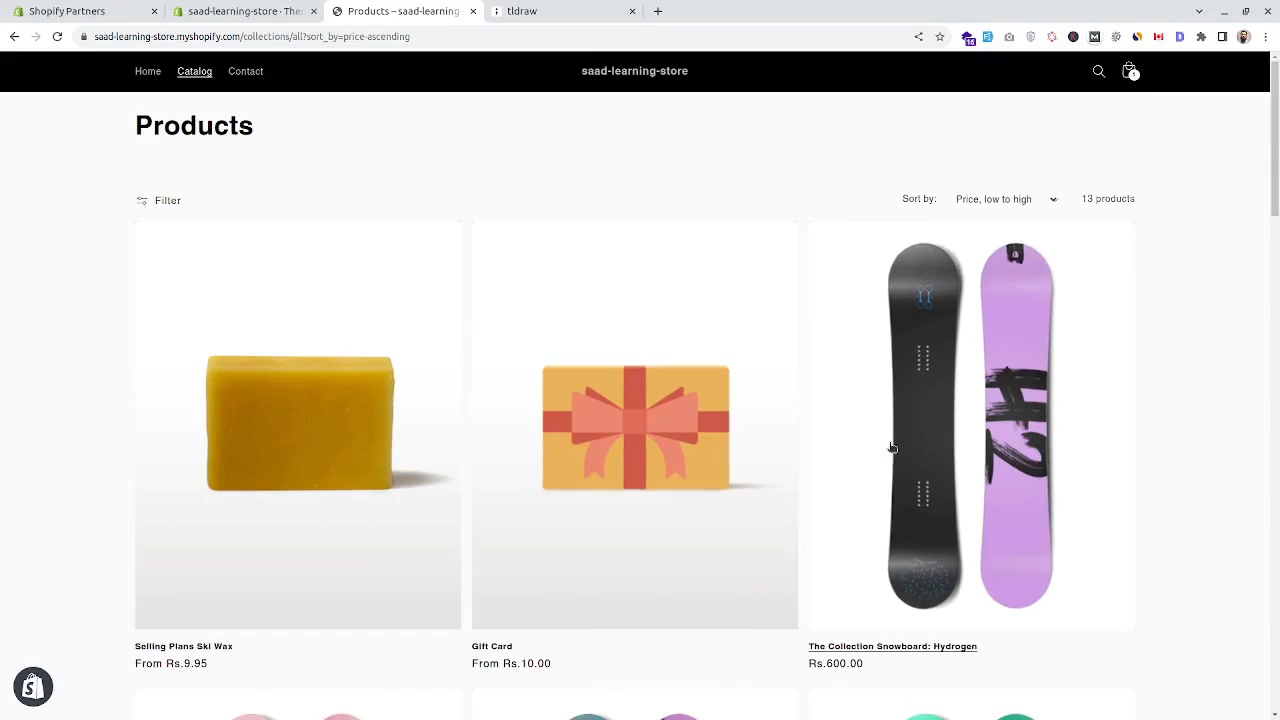 Shopify Partners
saad-learning-store · The
Products – saad-learning-
tldraw
saad-learning-store.myshopify.com/collections/all?sort_by=price-ascending
16
Home
Catalog
Contact
saad-learning-store
1
Products
Filter
Sort by:
Price, low to high
13 products
Selling Plans Ski Wax
From Rs.9.95
Gift Card
From Rs.10.00
The Collection Snowboard: Hydrogen
Rs.600.00